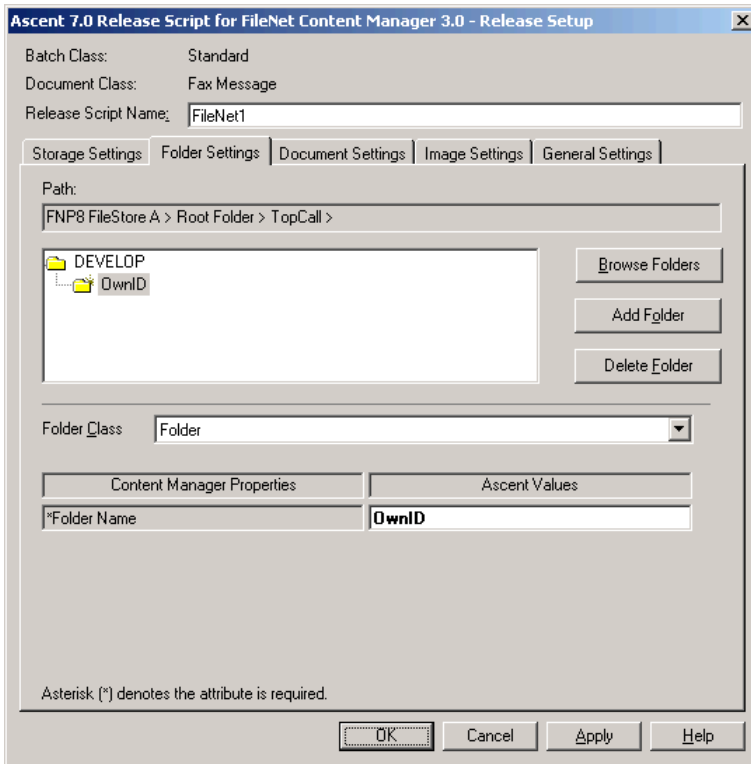 Ascent 7.0 Release Script for FileNet Content Manager 3.0 - Release Setup
Batch Class: Standard
Document Class: Fax Message
Release Script Name: FileNet1
Storage Settings Folder Settings Document Settings Image Settings General Settings
Path:
FNP8 FileStore A > Root Folder > TopCall >
DEVELOP
OwnID
Browse Folders
Add Folder
Delete Folder
Folder Class Folder
Content Manager Properties Ascent Values
*Folder Name OwnID
Asterisk (*) denotes the attribute is required.
OK Cancel Apply Help